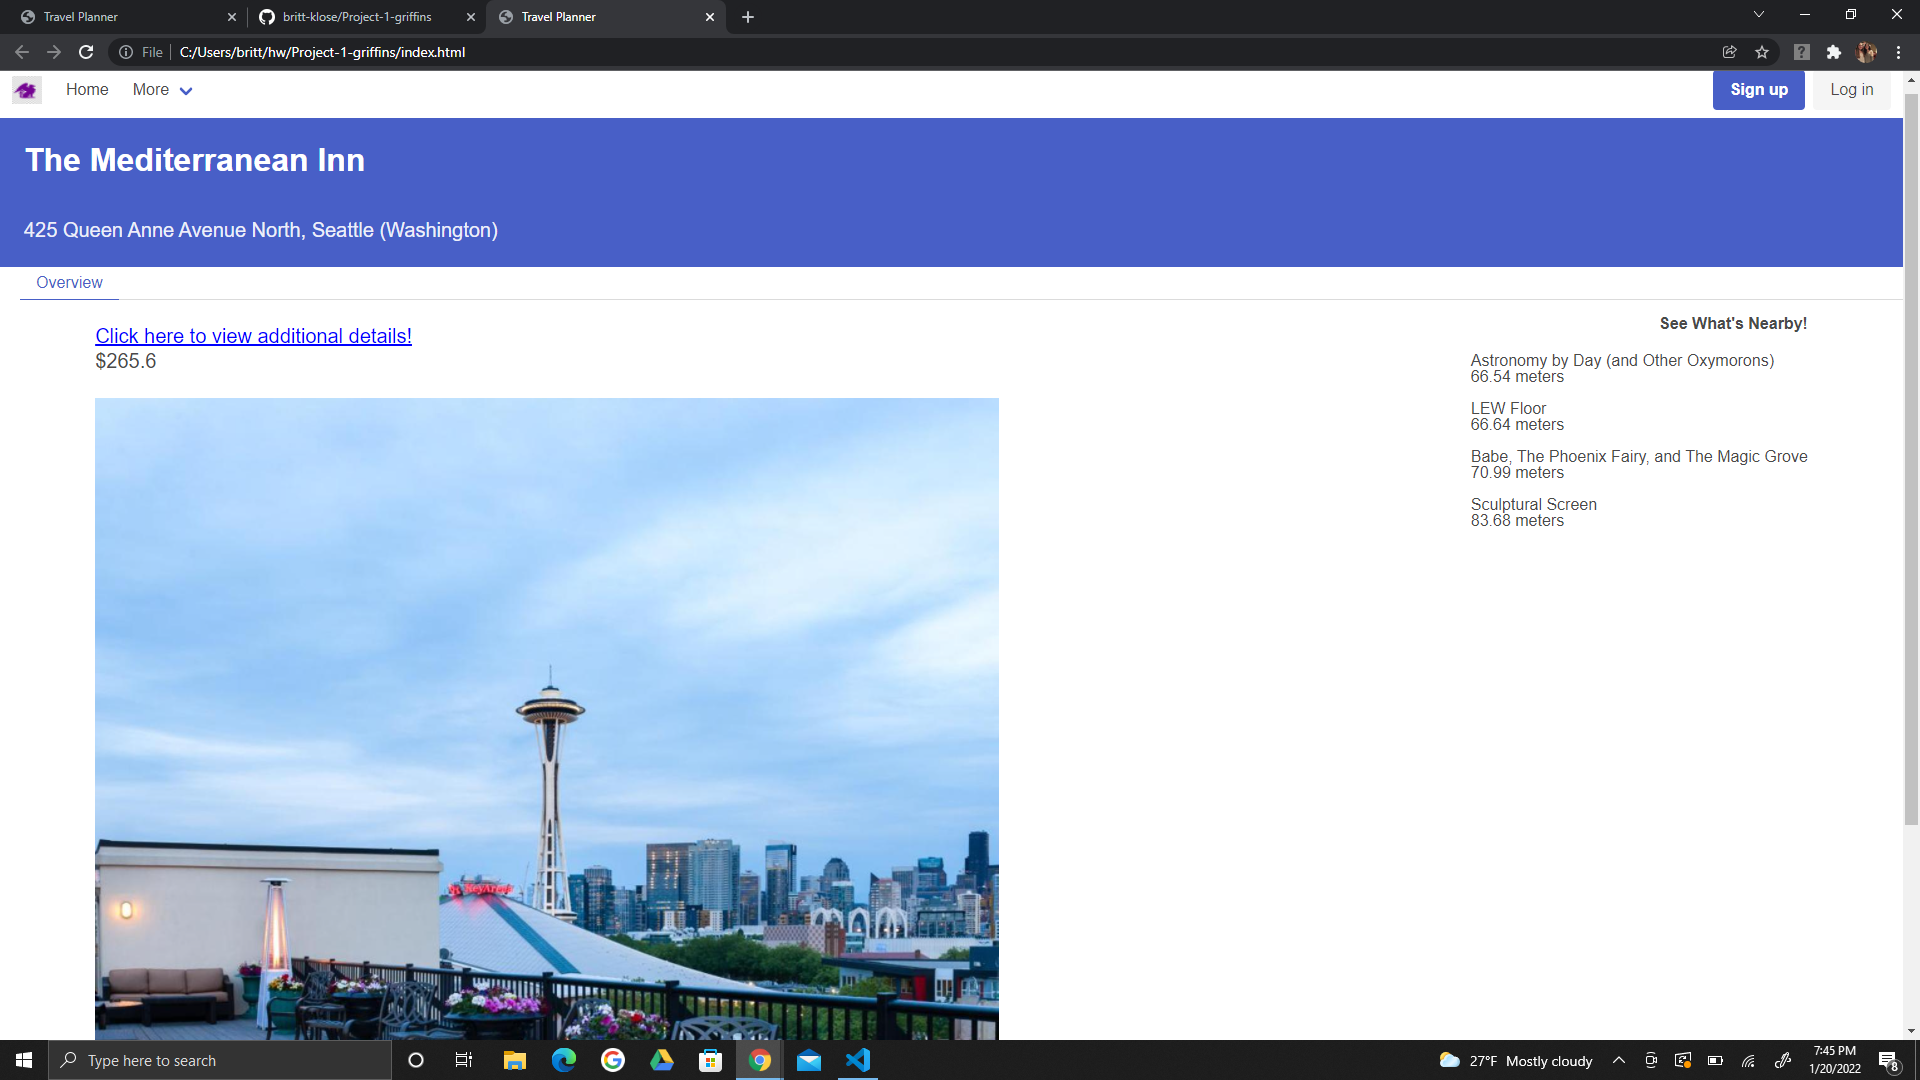 Travel Planner
britt-klose/Project-1-griffins
Travel Planner
File
C:/Users/britt/hw/Project-1-griffins/index.html
Home
More
Sign up
Log in
The Mediterranean Inn
425 Queen Anne Avenue North, Seattle (Washington)
Overview
Click here to view additional details!
$265.6
See What's Nearby!
Astronomy by Day (and Other Oxymorons)
66.54 meters
LEW Floor
66.64 meters
Babe, The Phoenix Fairy, and The Magic Grove
70.99 meters
Sculptural Screen
83.68 meters
KeyArena
Type here to search
27°F Mostly cloudy
7:45 PM
1/20/2022
8